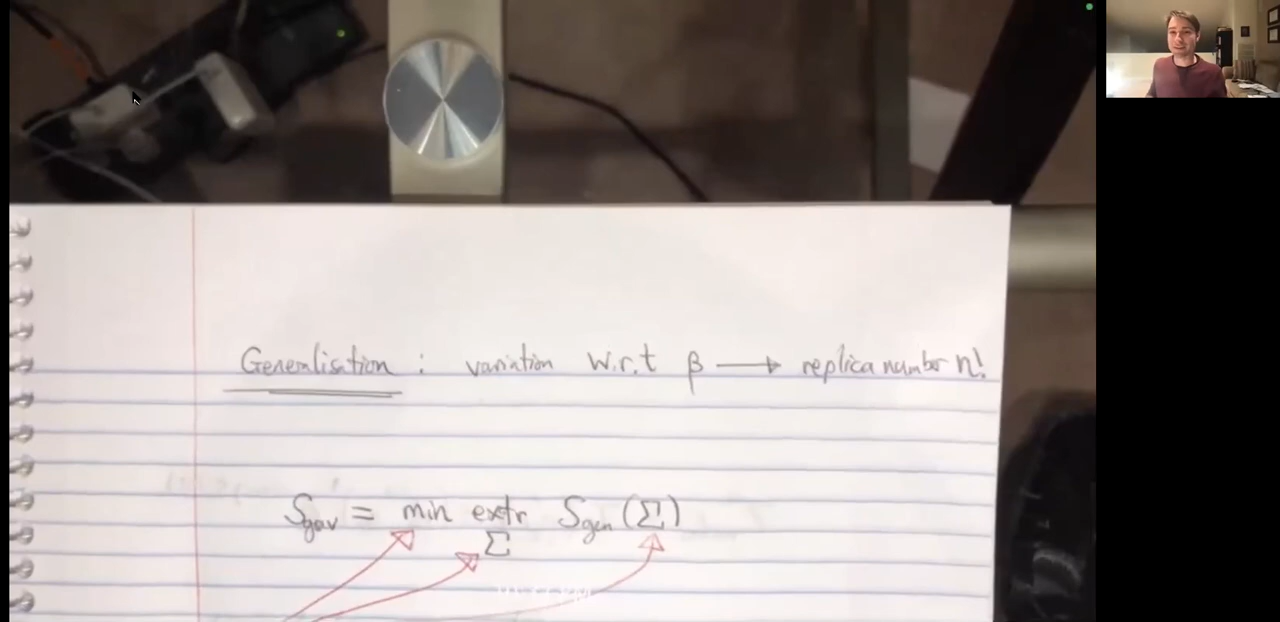 Generalisation : variation w.r.t β → replica number n!
S_grav = min extr S_gen (Σ)
Σ